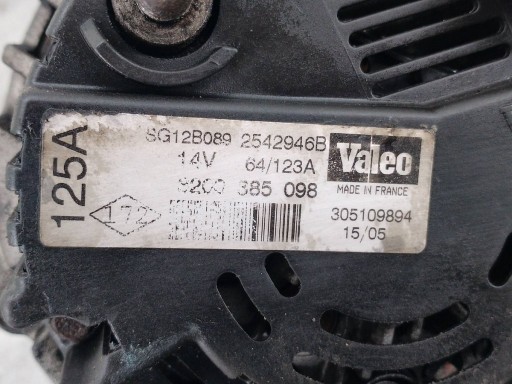 125A
SG12B089 2542946B
14V 64/123A
8200 385 098
172
Valeo
MADE IN FRANCE
305109894
15/05